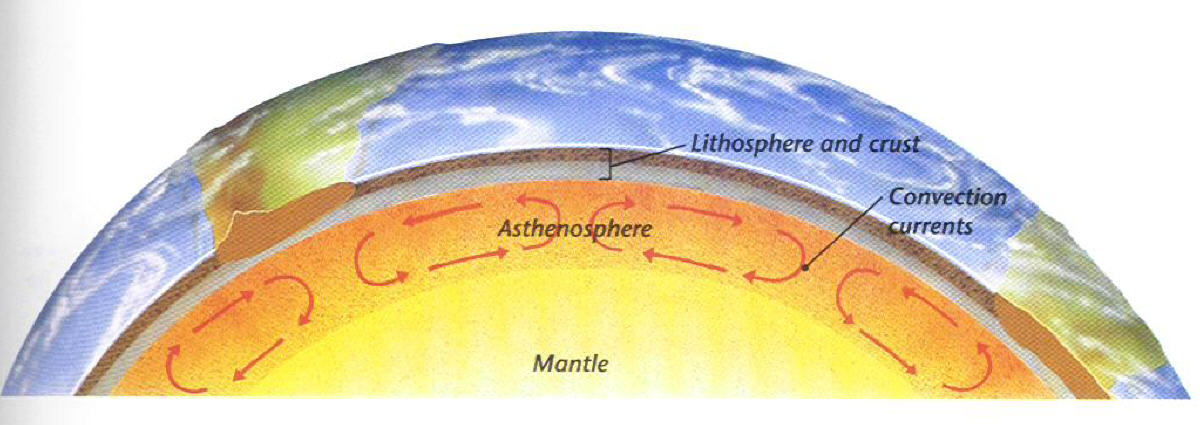 Lithosphere and crust
Convection
currents
Asthenosphere
Mantle